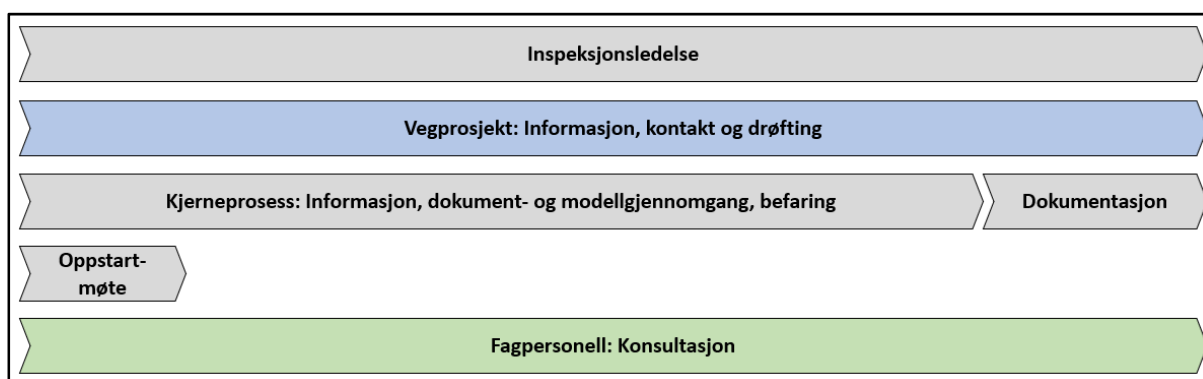 Inspeksjonsledelse
Vegprosjekt: Informasjon, kontakt og drøfting
Kjerneprosess: Informasjon, dokument- og modellgjennomgang, befaring
Dokumentasjon
Oppstart-
møte
Fagpersonell: Konsultasjon